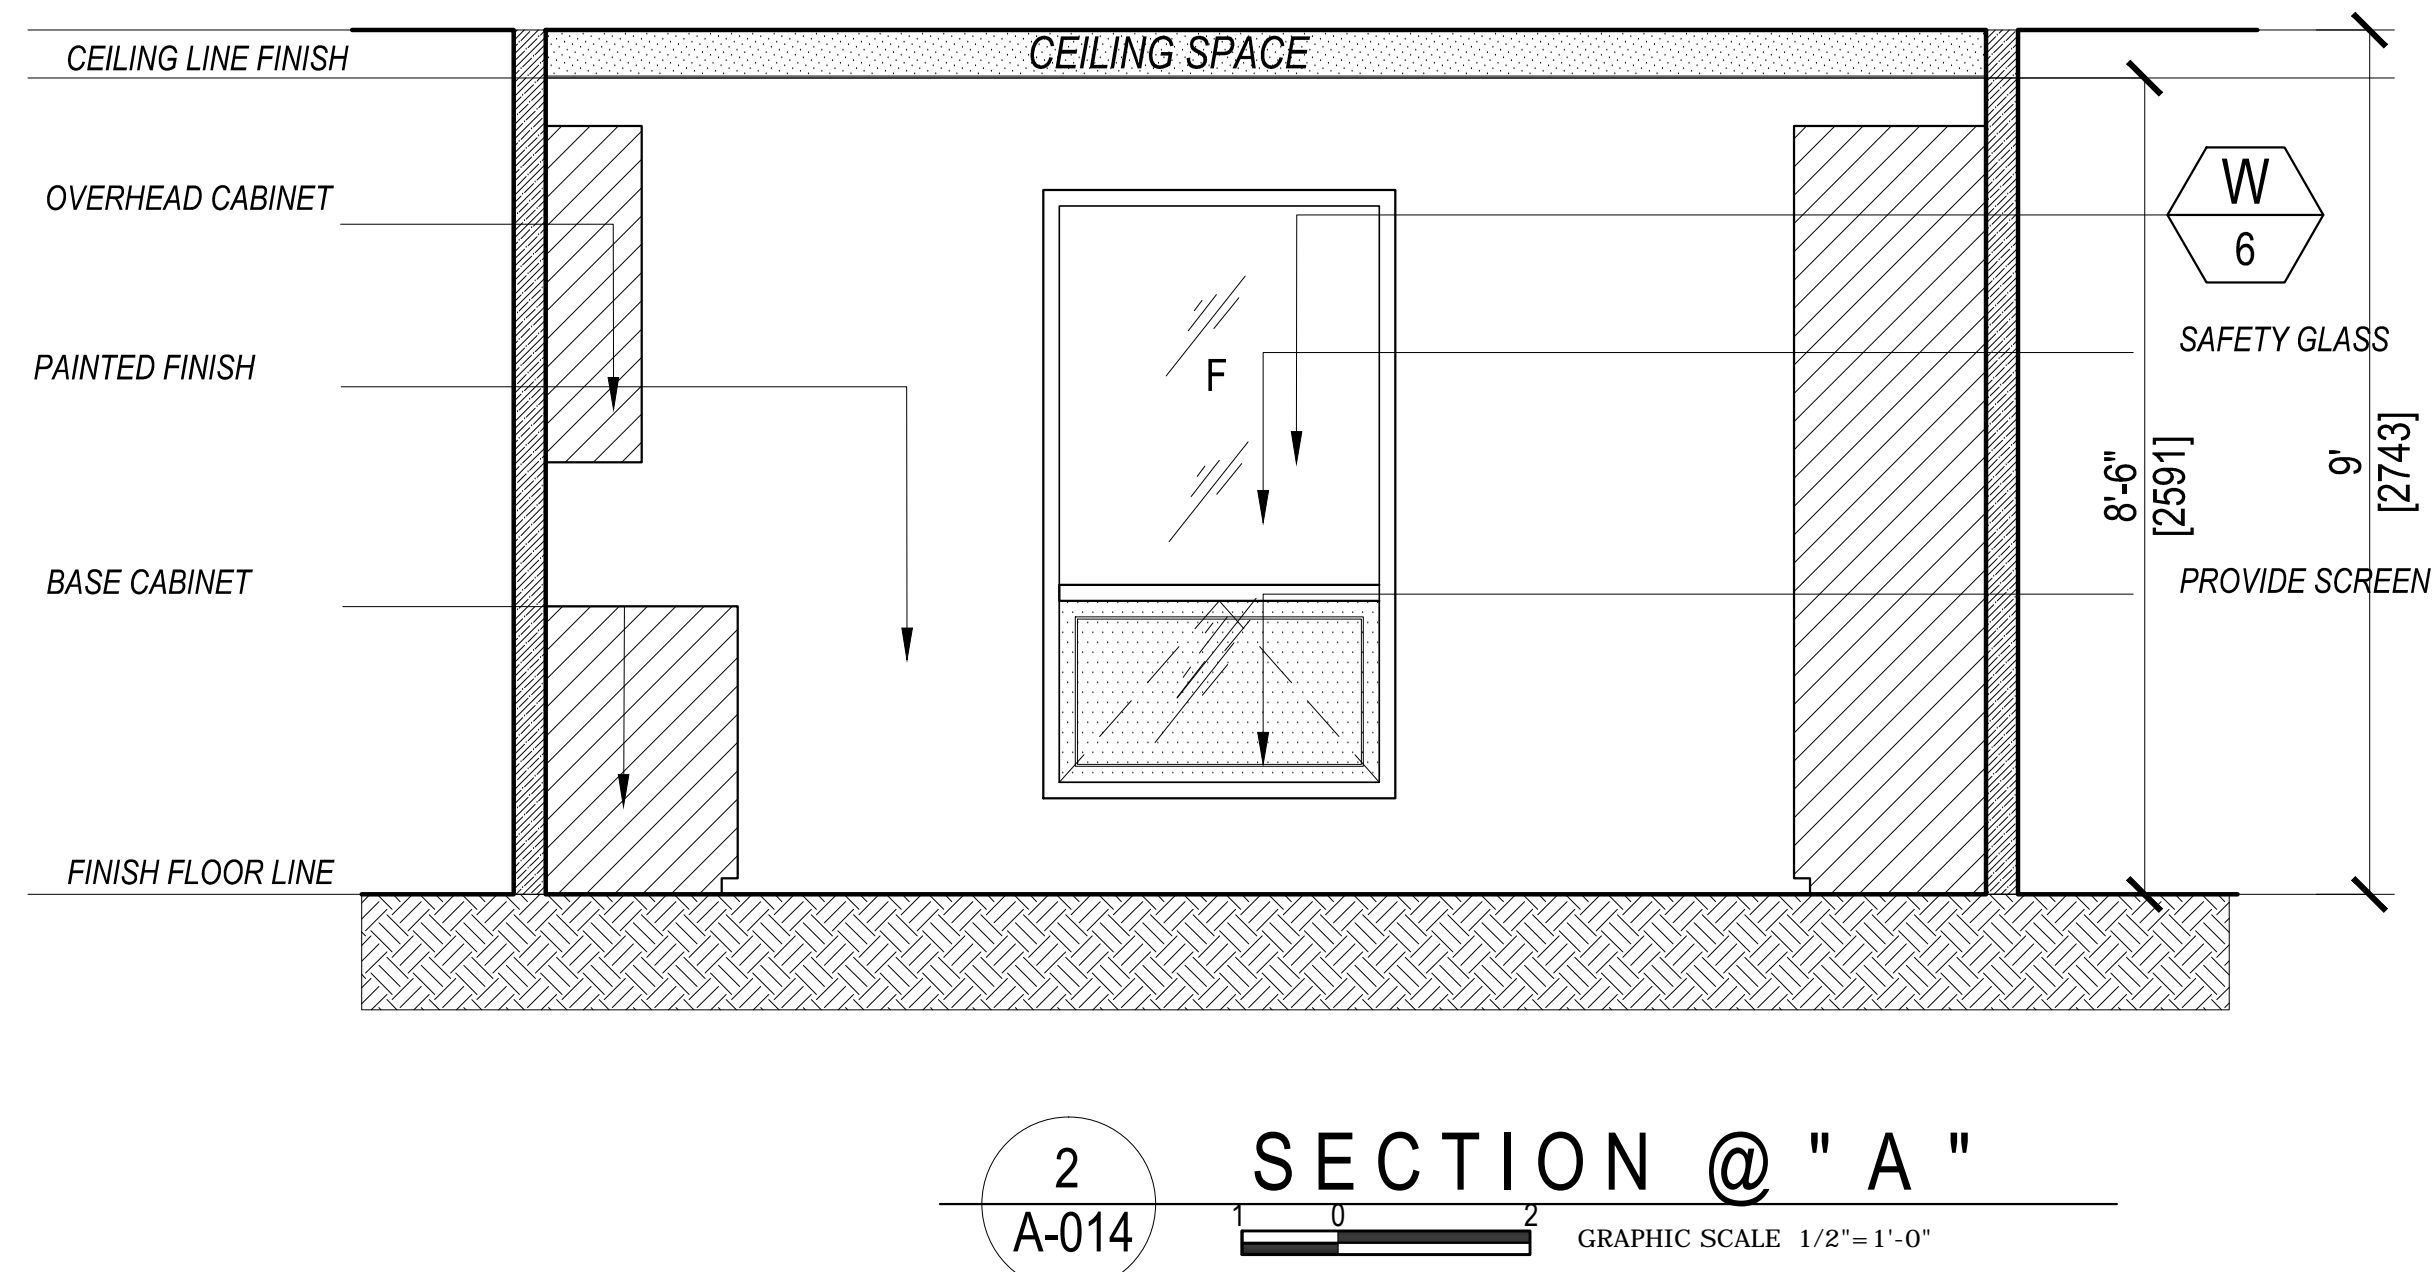 CEILING LINE FINISH
CEILING SPACE
OVERHEAD CABINET
W
6
SAFETY GLASS
PAINTED FINISH
F
8'-6"
[2591]
9'
[2743]
BASE CABINET
PROVIDE SCREEN
FINISH FLOOR LINE
2
A-014
SECTION @ "A"
1 0 2
GRAPHIC SCALE 1/2"=1'-0"